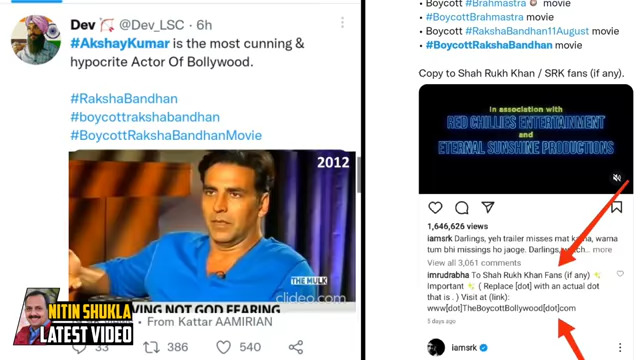 Dev @Dev_LSC · 6h
#AkshayKumar is the most cunning &
hypocrite Actor Of Bollywood.
#RakshaBandhan
#boycottrakshabandhan
#BoycottRakshaBandhanMovie
2012
THE MULK
VING NOT GOD FEARING
clideo.com
From Kattar AAMIRIAN
33
386
540
NITIN SHUKLA
LATEST VIDEO
• Boycott #Brahmastra movie
• #BoycottBrahmastra movie
• Boycott #RakshaBandhan11August movie
• #BoycottRakshaBandhan movie
Copy to Shah Rukh Khan / SRK fans (if any).
In association with
RED CHILLIES ENTERTAINMENT
and
ETERNAL SUNSHINE PRODUCTIONS
1,646,626 views
iamsrk Darlings, yeh trailer misses mat karna, warna
tum bhi missings ho jaoge. Darlings, watch... more
View all 3,061 comments
imrudrabha To Shah Rukh Khan Fans (if any)
Important ( Replace [dot] with an actual dot
that is . ) Visit at (link):
www[dot]TheBoycottBollywood[dot]com
5 days ago
iamsrk